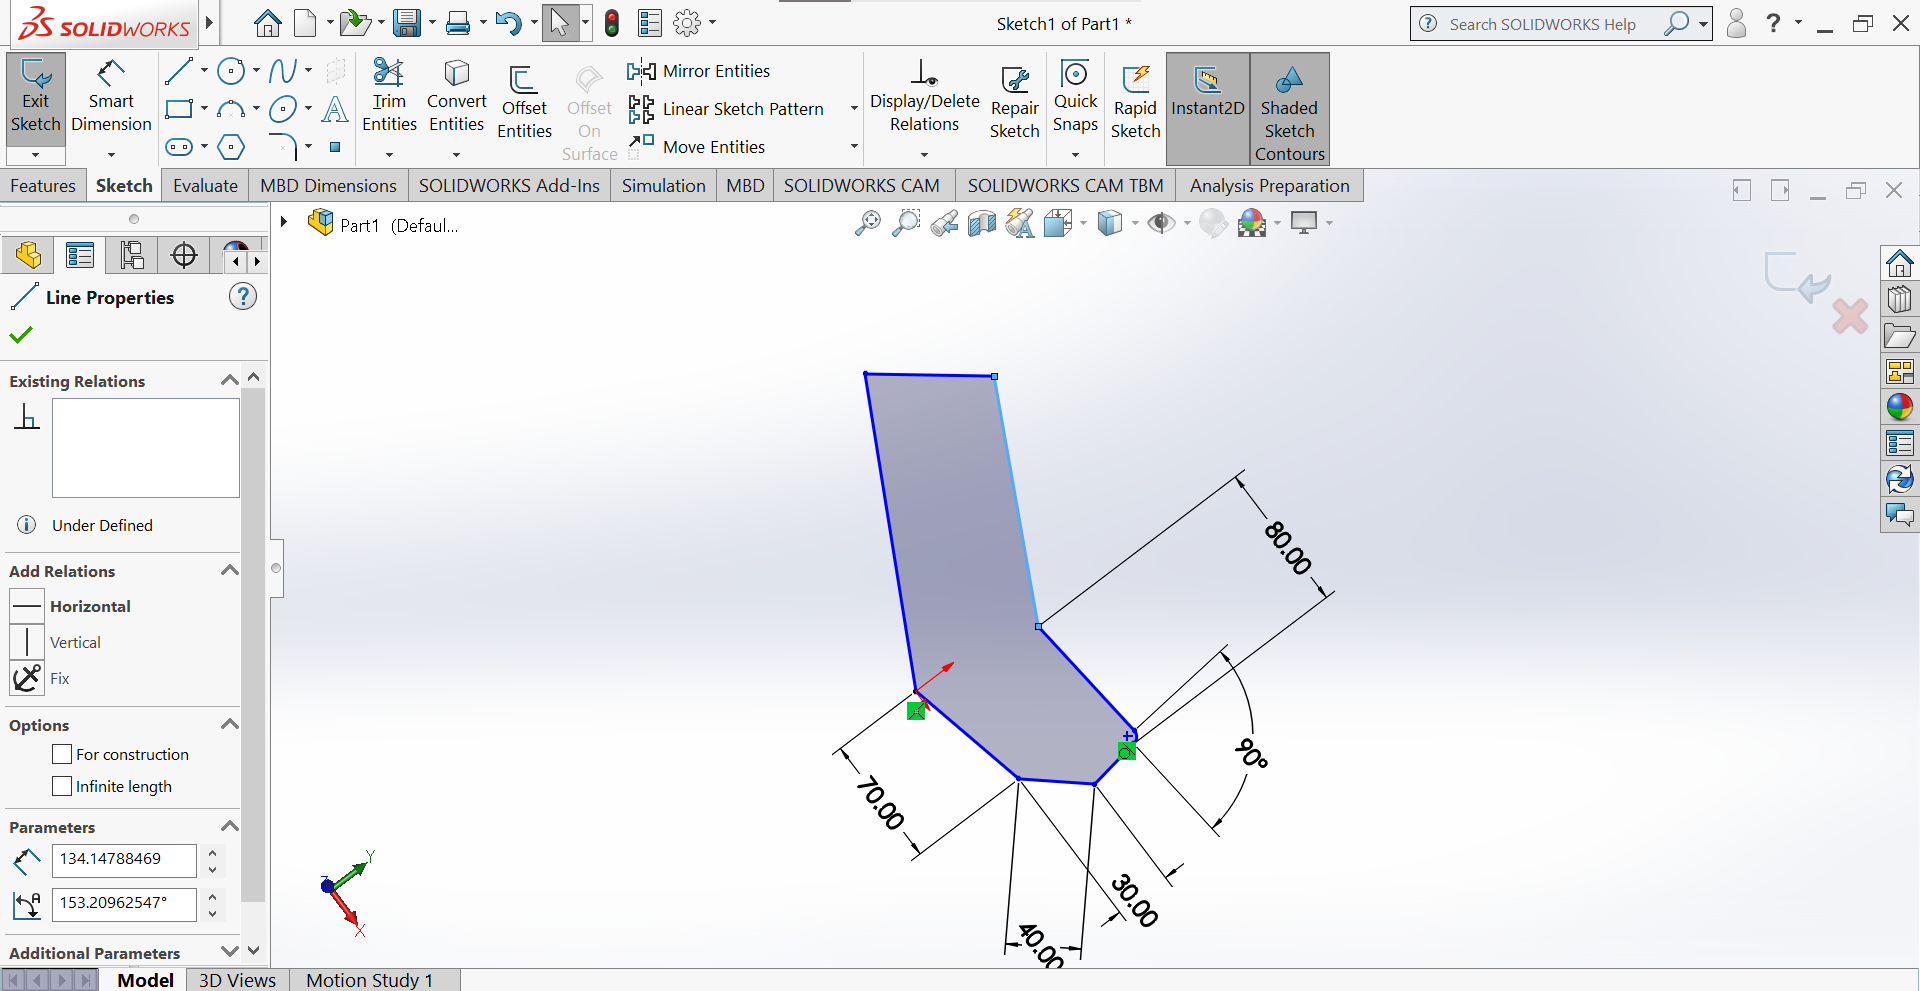 SOLIDWORKS
Sketch1 of Part1 *
Search SOLIDWORKS Help
?
Exit Sketch
Smart Dimension
Trim Entities
Convert Entities
Offset Entities
Offset On Surface
Mirror Entities
Linear Sketch Pattern
Move Entities
Display/Delete Relations
Repair Sketch
Quick Snaps
Rapid Sketch
Instant2D
Shaded Sketch Contours
Features
Sketch
Evaluate
MBD Dimensions
SOLIDWORKS Add-Ins
Simulation
MBD
SOLIDWORKS CAM
SOLIDWORKS CAM TBM
Analysis Preparation
Part1 (Defaul...
Line Properties
?
Existing Relations
Under Defined
Add Relations
Horizontal
Vertical
Fix
Options
For construction
Infinite length
Parameters
134.14788469
153.20962547°
Additional Parameters
80.00
90°
70.00
30.00
40.00
Y
Z
X
Model
3D Views
Motion Study 1